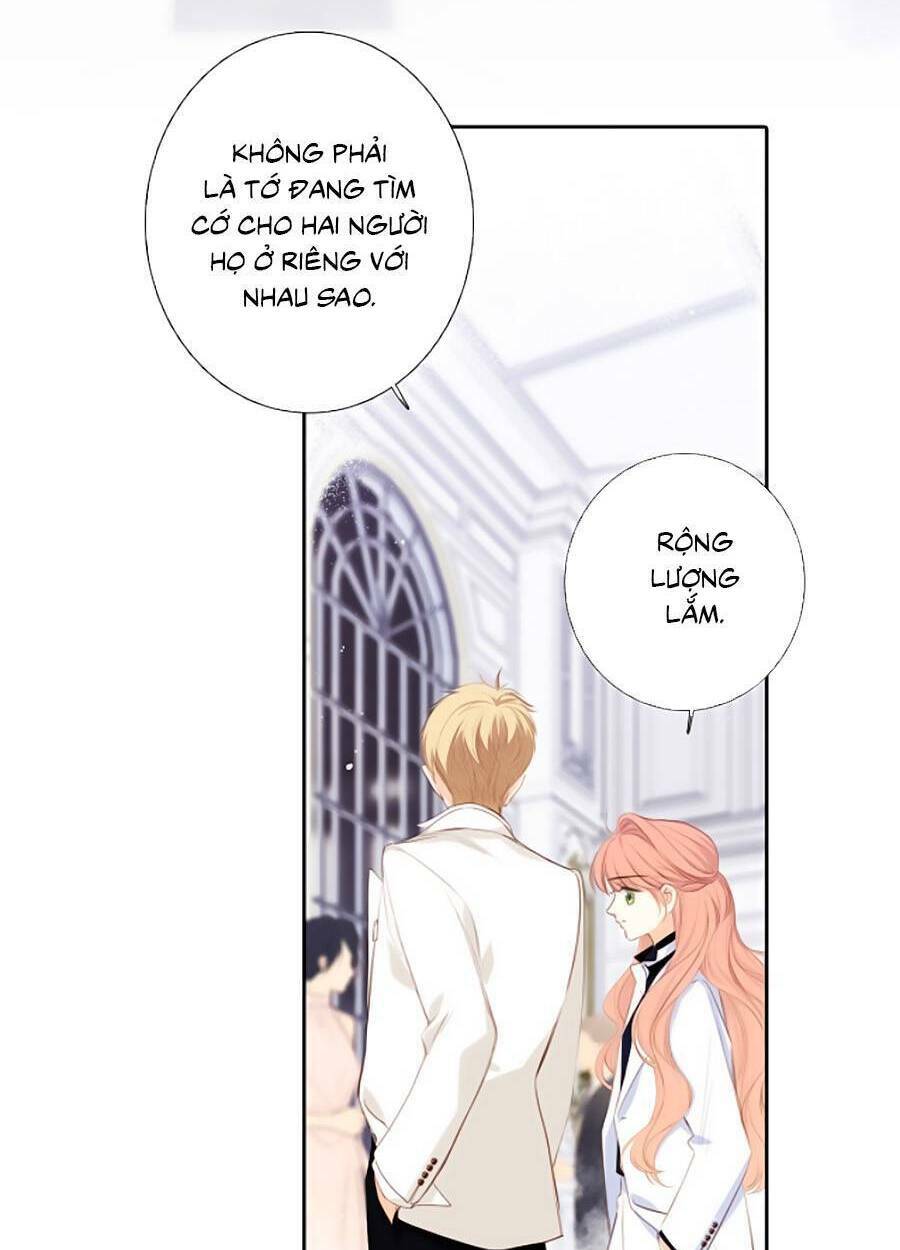 KHÔNG PHẢI
LÀ TỚ ĐANG TÌM
CỚ CHO HAI NGƯỜI
HỌ Ở RIÊNG VỚI
NHAU SAO.
RỘNG
LƯỢNG
LẮM.